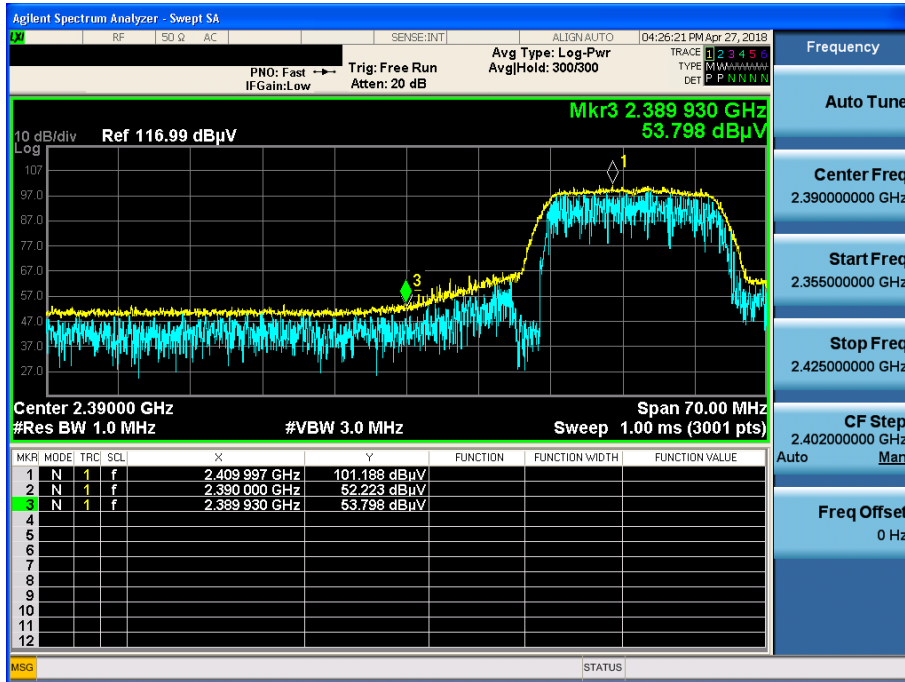 Agilent Spectrum Analyzer - Swept SA
LXI RF 50 Ω AC SENSE:INT ALIGN AUTO 04:26:21 PM Apr 27, 2018
PNO: Fast Trig: Free Run Avg Type: Log-Pwr TRACE 1 2 3 4 5 6
IFGain:Low Atten: 20 dB Avg|Hold: 300/300 TYPE M W
DET P P N N N N
Frequency
Mkr3 2.389 930 GHz
53.798 dBµV
10 dB/div Ref 116.99 dBµV
Log
107
97.0
87.0
77.0
67.0
57.0
47.0
37.0
27.0
1
3
Center 2.39000 GHz Span 70.00 MHz
#Res BW 1.0 MHz #VBW 3.0 MHz Sweep 1.00 ms (3001 pts)
MKR MODE TRC SCL X Y FUNCTION FUNCTION WIDTH FUNCTION VALUE
1 N 1 f 2.409 997 GHz 101.188 dBµV
2 N 1 f 2.390 000 GHz 52.223 dBµV
3 N 1 f 2.389 930 GHz 53.798 dBµV
4
5
6
7
8
9
10
11
12
Auto Tune
Center Freq
2.390000000 GHz
Start Freq
2.355000000 GHz
Stop Freq
2.425000000 GHz
CF Step
2.402000000 GHz
Auto Man
Freq Offset
0 Hz
MSG STATUS